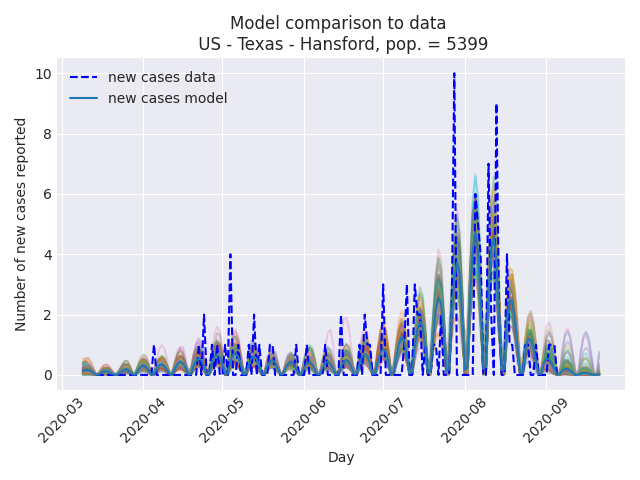 Model comparison to data
US - Texas - Hansford, pop. = 5399
new cases data
new cases model
Number of new cases reported
10
8
6
4
2
0
2020-03
2020-04
2020-05
2020-06
2020-07
2020-08
2020-09
Day